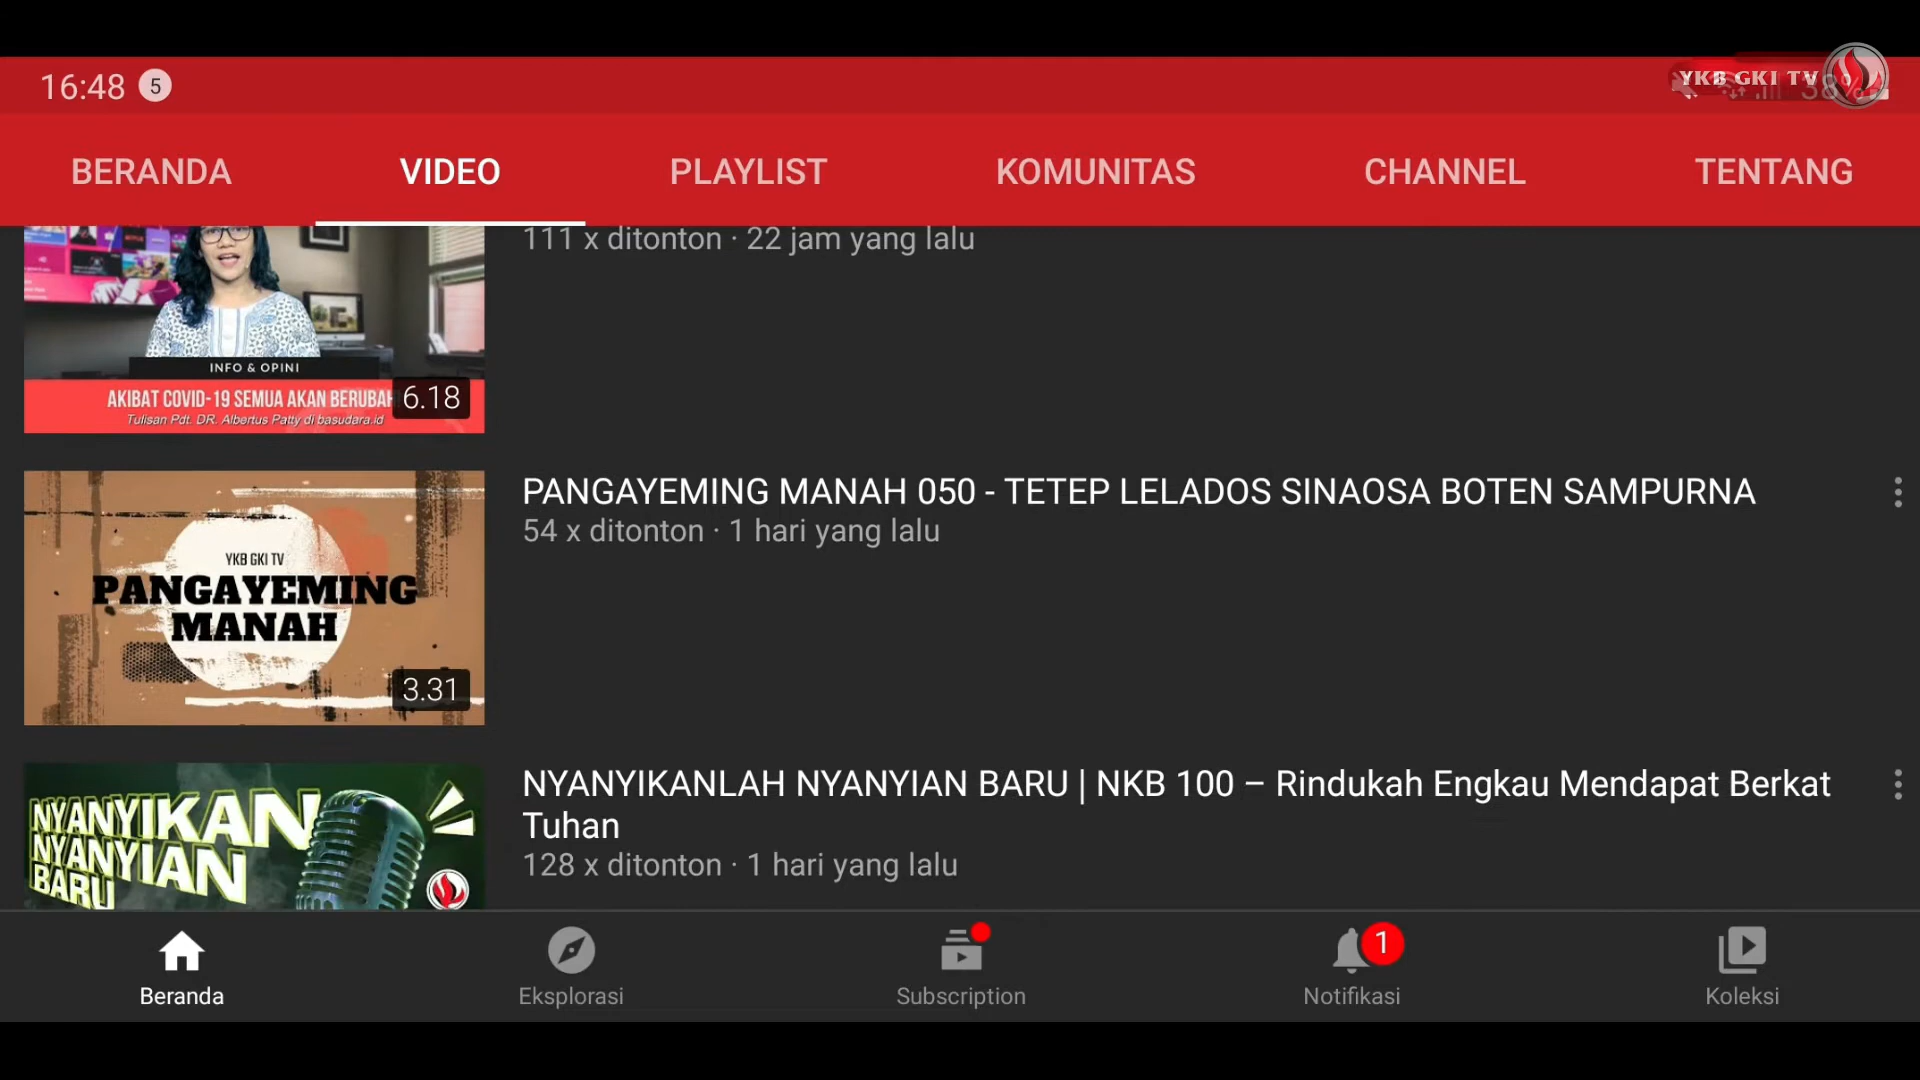 16:48 5
YKB GKI TV
38%
BERANDA VIDEO PLAYLIST KOMUNITAS CHANNEL TENTANG
111 x ditonton · 22 jam yang lalu
INFO & OPINI
AKIBAT COVID-19 SEMUA AKAN BERUBAH
6.18
Tulisan Pdt. DR. Albertus Patty di basudara.id
PANGAYEMING MANAH 050 - TETEP LELADOS SINAOSA BOTEN SAMPURNA
54 x ditonton · 1 hari yang lalu
YKB GKI TV
PANGAYEMING
MANAH
3.31
NYANYIKANLAH NYANYIAN BARU | NKB 100 – Rindukah Engkau Mendapat Berkat
Tuhan
128 x ditonton · 1 hari yang lalu
NYANYIKAN
NYANYIAN
BARU
1
Beranda Eksplorasi Subscription Notifikasi Koleksi